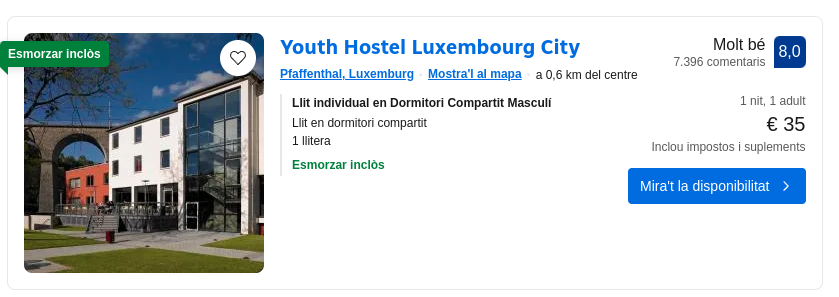 Esmorzar inclòs
Youth Hostel Luxembourg City
Pfaffenthal, Luxemburg · Mostra'l al mapa · a 0,6 km del centre
Llit individual en Dormitori Compartit Masculí
Llit en dormitori compartit
1 llitera
Esmorzar inclòs
Molt bé
7.396 comentaris
8,0
1 nit, 1 adult
€ 35
Inclou impostos i suplements
Mira't la disponibilitat